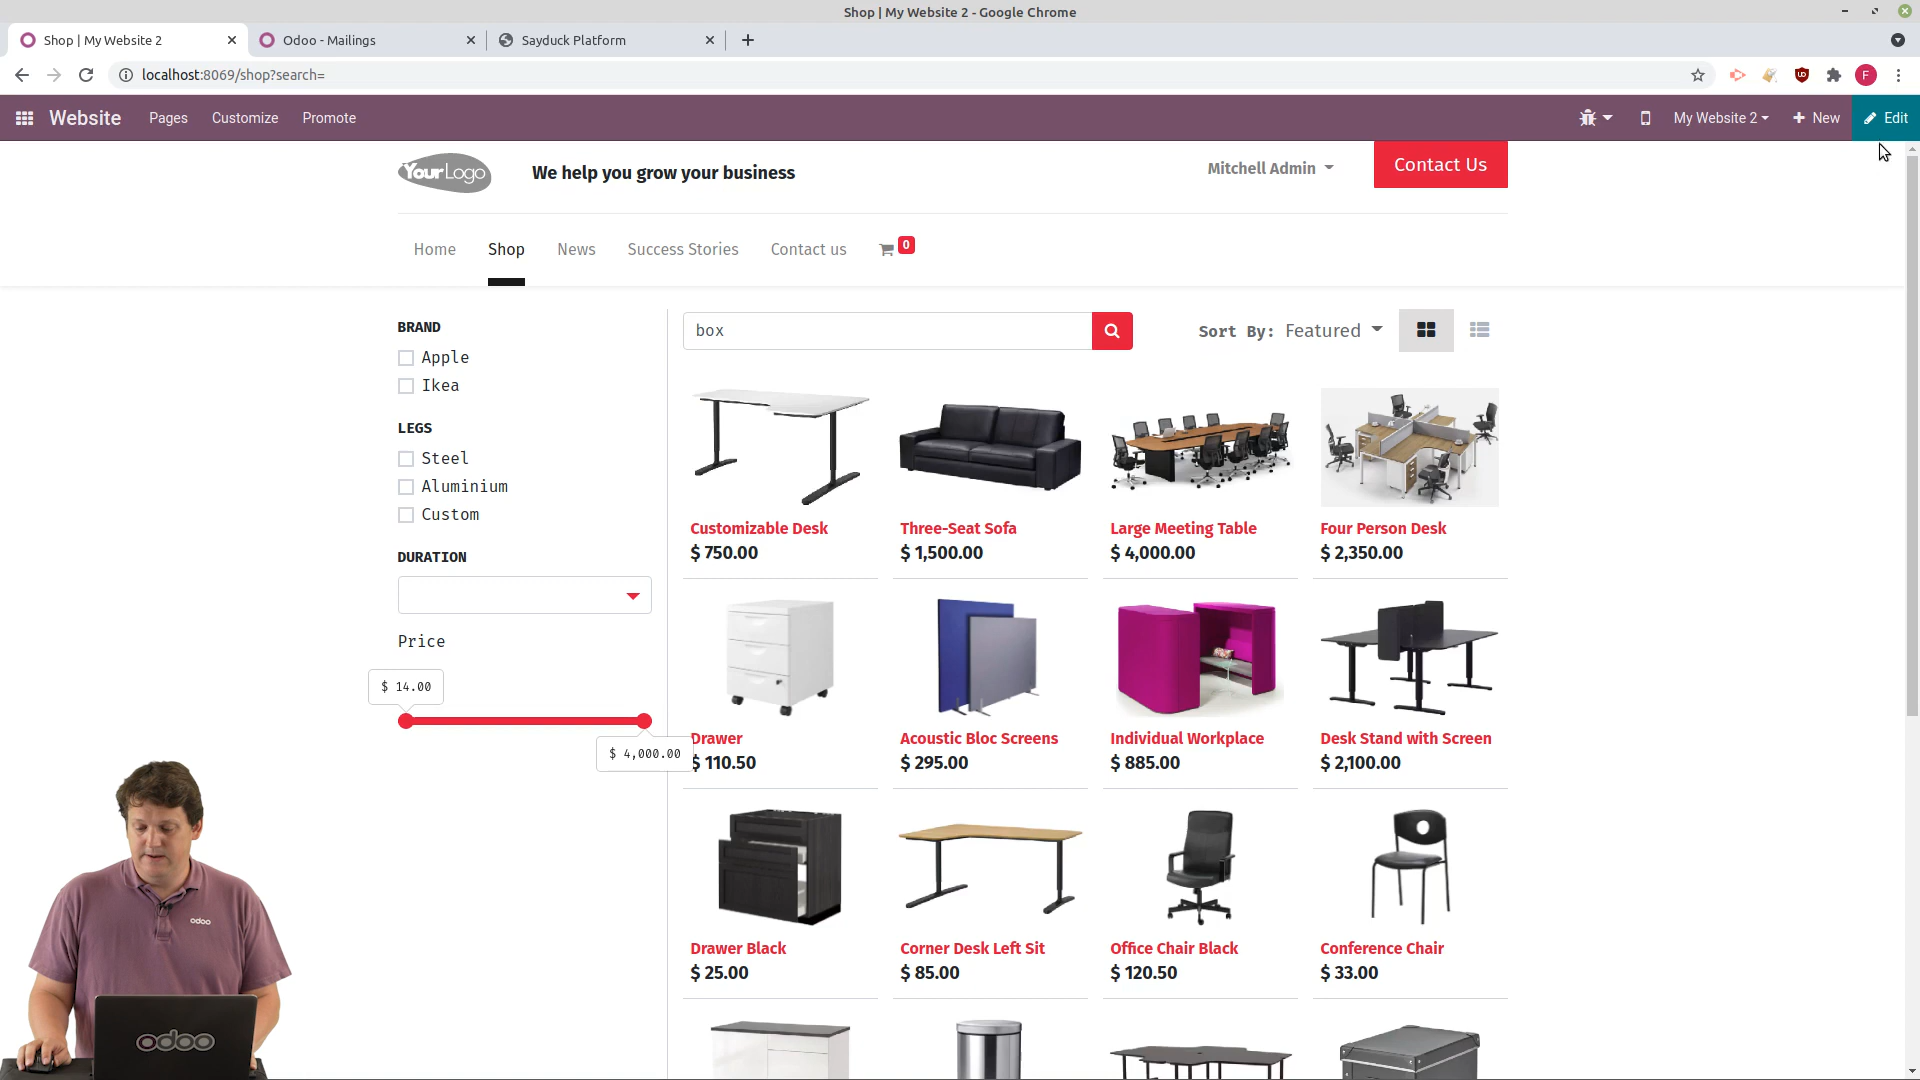 Shop | My Website 2 - Google Chrome
Shop | My Website 2
Odoo - Mailings
Sayduck Platform
localhost:8069/shop?search=
F
Website
Pages
Customize
Promote
My Website 2
New
Edit
YourLogo
We help you grow your business
Mitchell Admin
Contact Us
Home
Shop
News
Success Stories
Contact us
0
BRAND
Apple
Ikea
LEGS
Steel
Aluminium
Custom
DURATION
Price
$ 14.00
$ 4,000.00
box
Sort By: Featured
Customizable Desk
$ 750.00
Three-Seat Sofa
$ 1,500.00
Large Meeting Table
$ 4,000.00
Four Person Desk
$ 2,350.00
Drawer
$ 110.50
Acoustic Bloc Screens
$ 295.00
Individual Workplace
$ 885.00
Desk Stand with Screen
$ 2,100.00
Drawer Black
$ 25.00
Corner Desk Left Sit
$ 85.00
Office Chair Black
$ 120.50
Conference Chair
$ 33.00
odoo
odoo